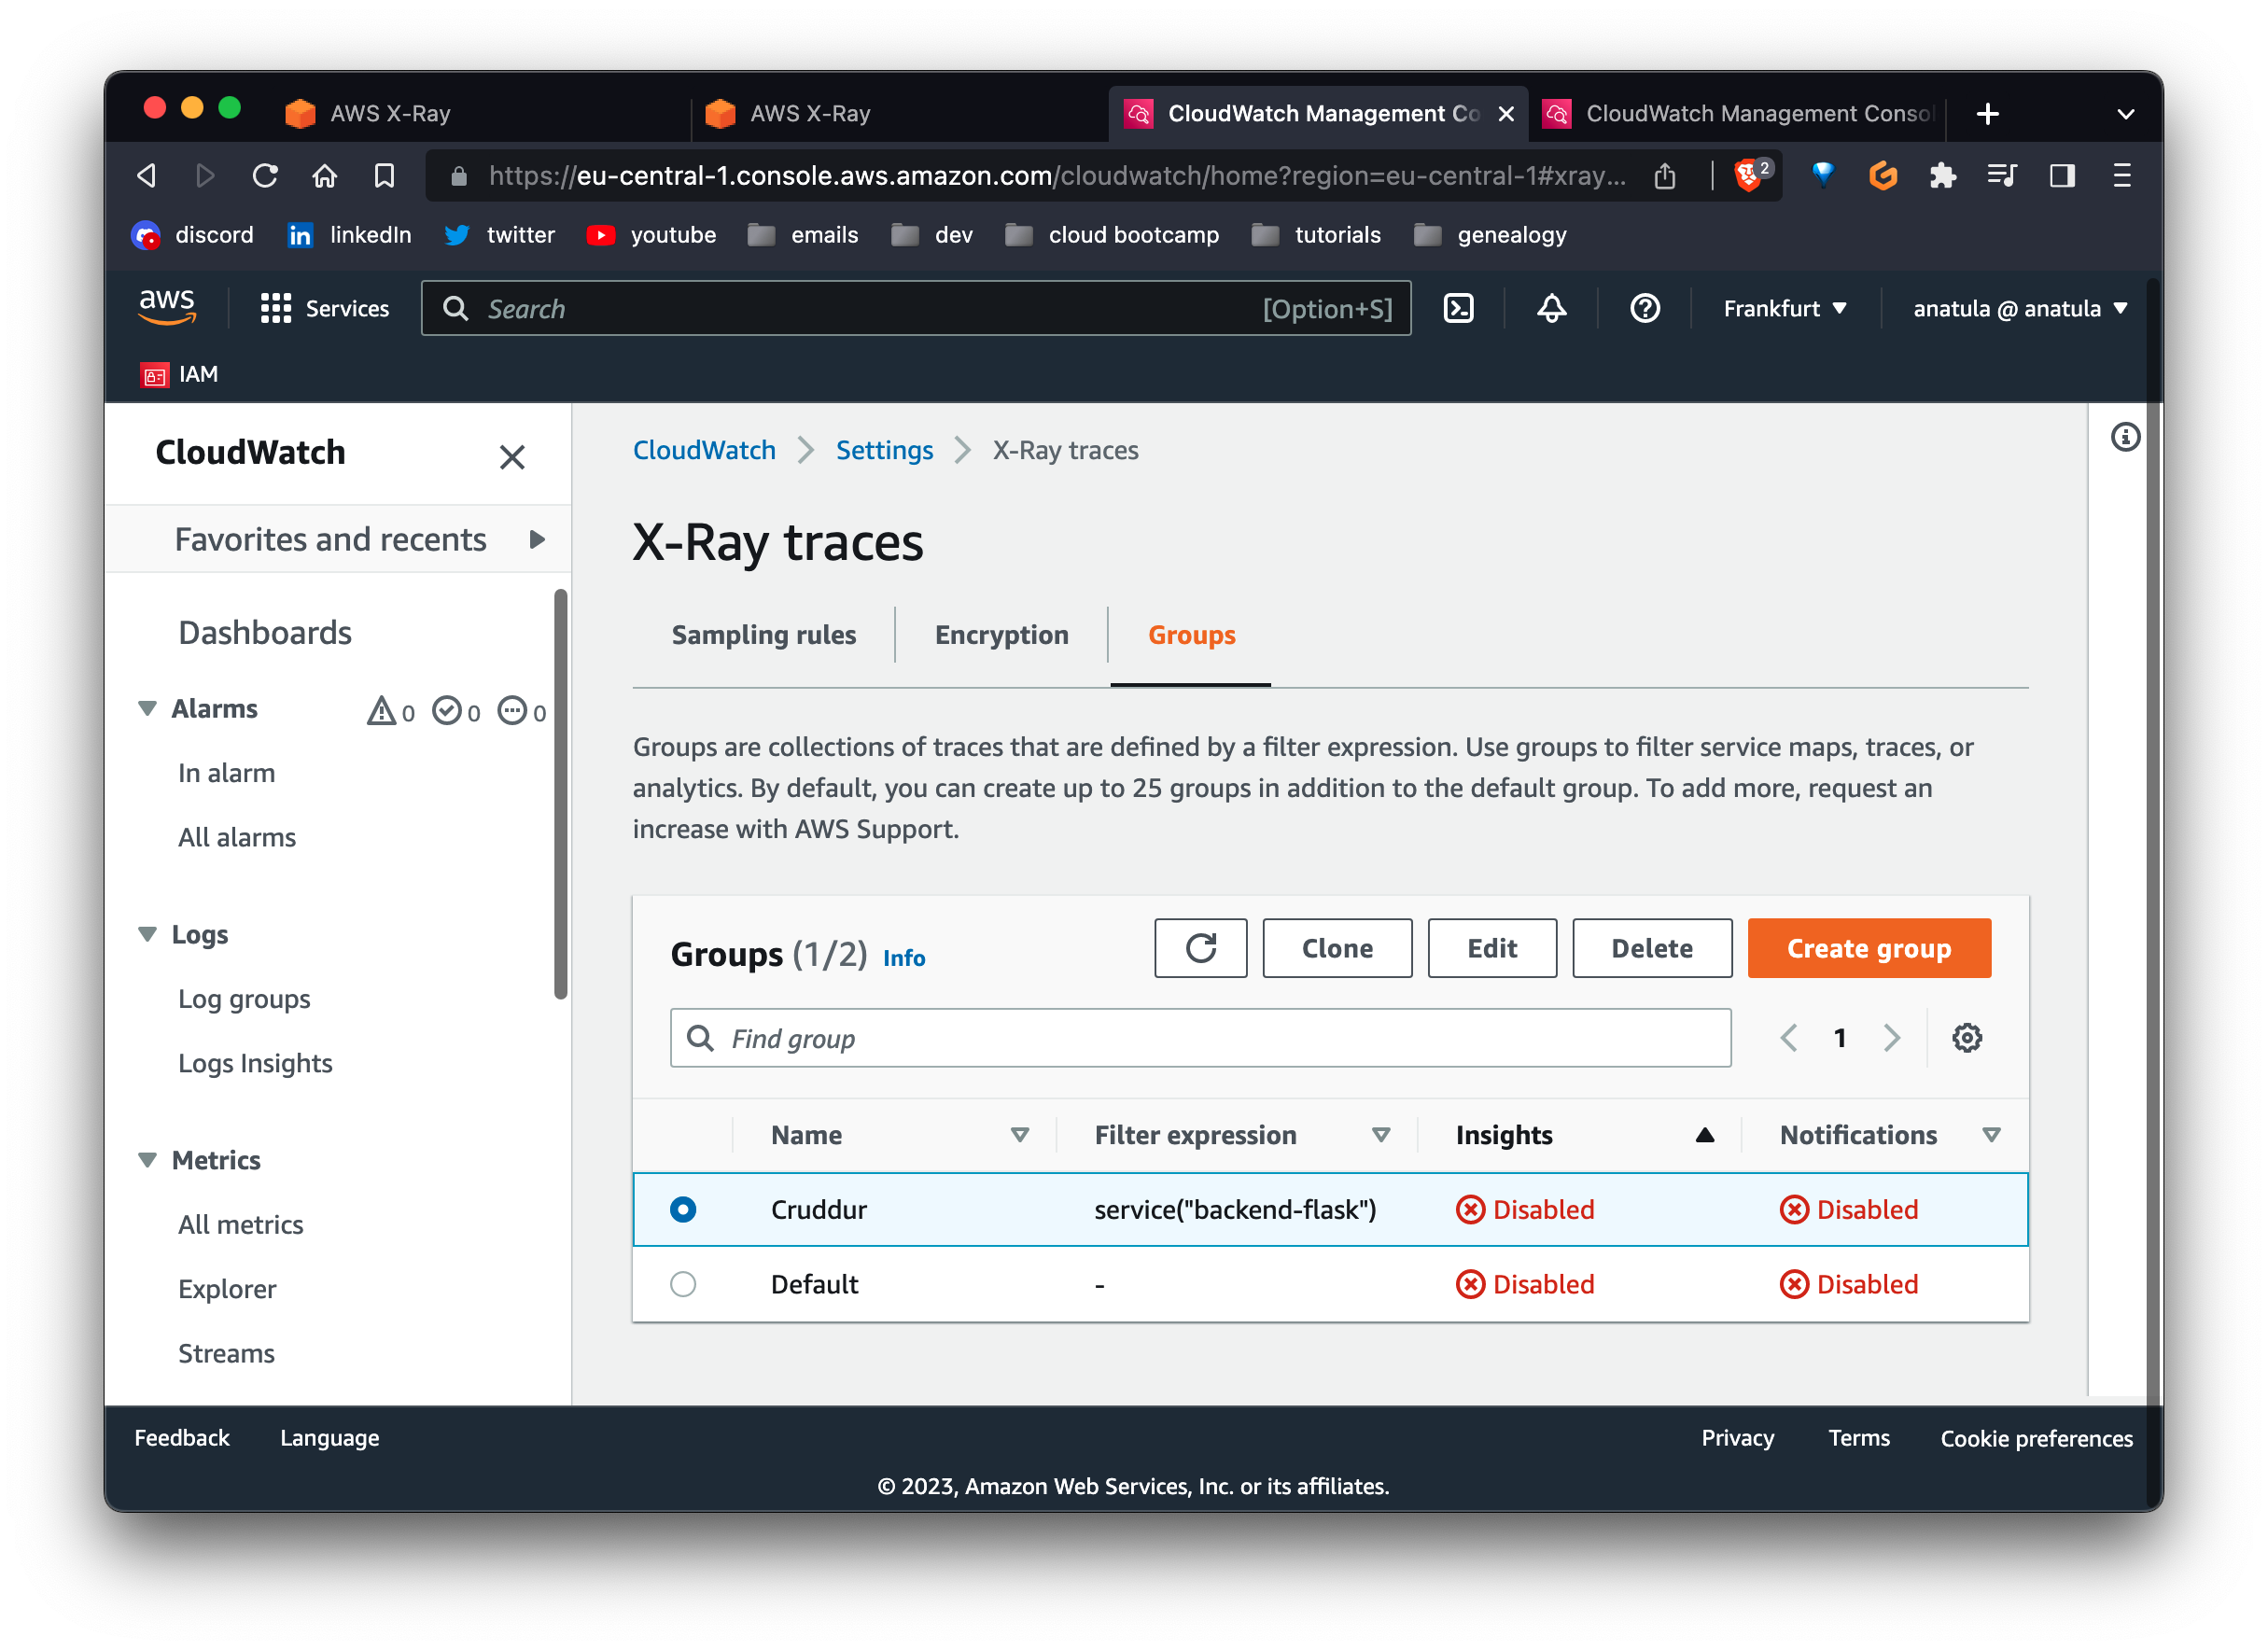 AWS X-Ray
AWS X-Ray
CloudWatch Management Co
CloudWatch Management Consol
https://eu-central-1.console.aws.amazon.com/cloudwatch/home?region=eu-central-1#xray...
2
discord
linkedIn
twitter
youtube
emails
dev
cloud bootcamp
tutorials
genealogy
aws
Services
Search
[Option+S]
Frankfurt
anatula @ anatula
IAM
CloudWatch
Favorites and recents
Dashboards
Alarms 0 0 0
In alarm
All alarms
Logs
Log groups
Logs Insights
Metrics
All metrics
Explorer
Streams
CloudWatch > Settings > X-Ray traces
X-Ray traces
Sampling rules
Encryption
Groups
Groups are collections of traces that are defined by a filter expression. Use groups to filter service maps, traces, or
analytics. By default, you can create up to 25 groups in addition to the default group. To add more, request an
increase with AWS Support.
Groups (1/2) Info
Clone
Edit
Delete
Create group
Find group
1
Name Filter expression Insights Notifications
Cruddur service("backend-flask") Disabled Disabled
Default - Disabled Disabled
Feedback
Language
Privacy
Terms
Cookie preferences
© 2023, Amazon Web Services, Inc. or its affiliates.